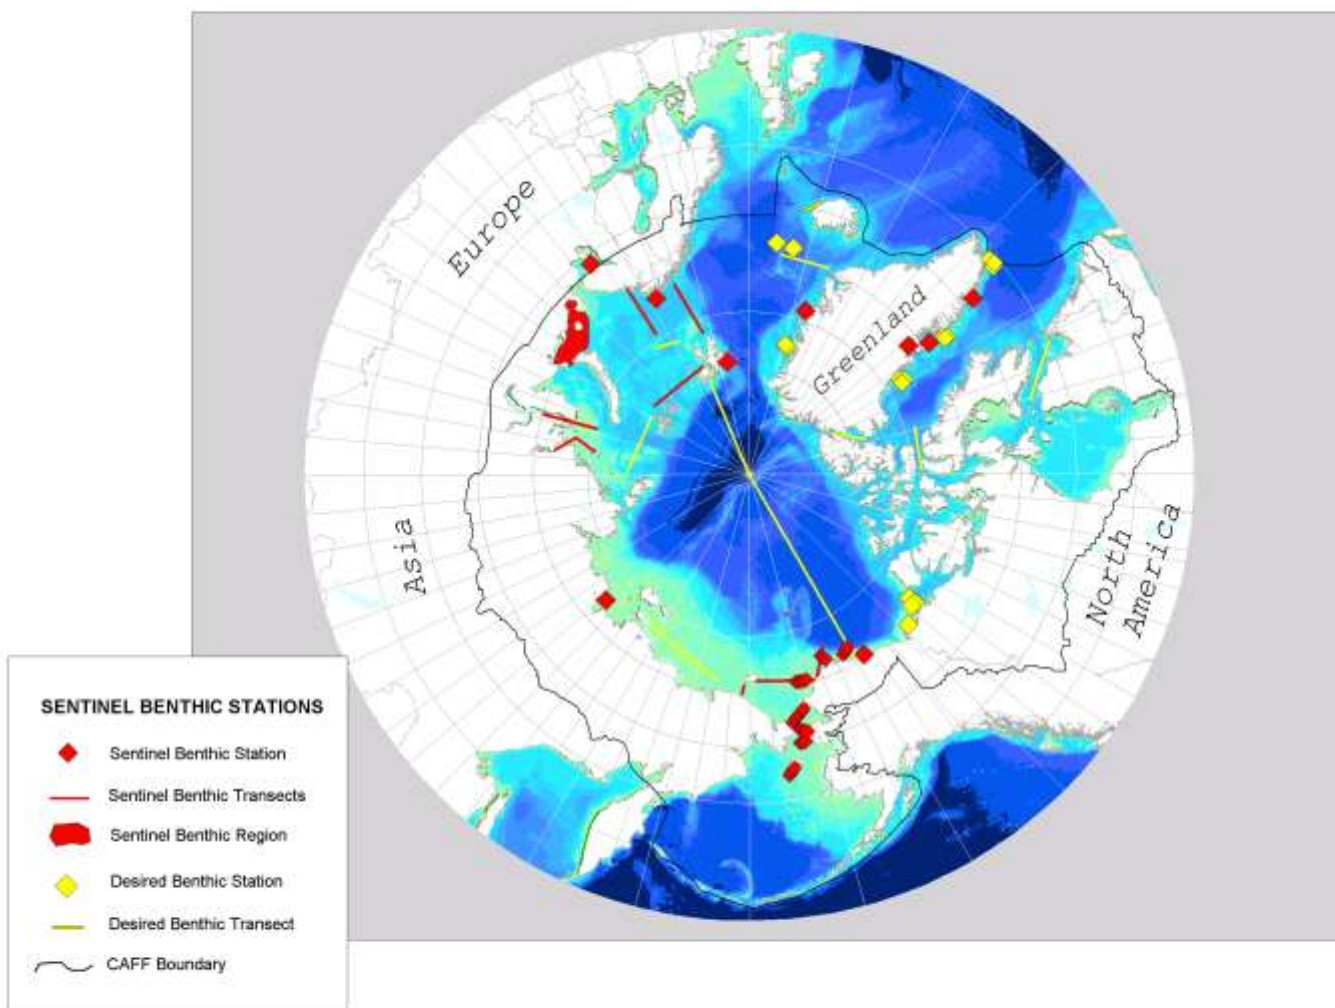 Europe
Greenland
Asia
North
America
SENTINEL BENTHIC STATIONS
Sentinel Benthic Station
Sentinel Benthic Transects
Sentinel Benthic Region
Desired Benthic Station
Desired Benthic Transect
CAFF Boundary